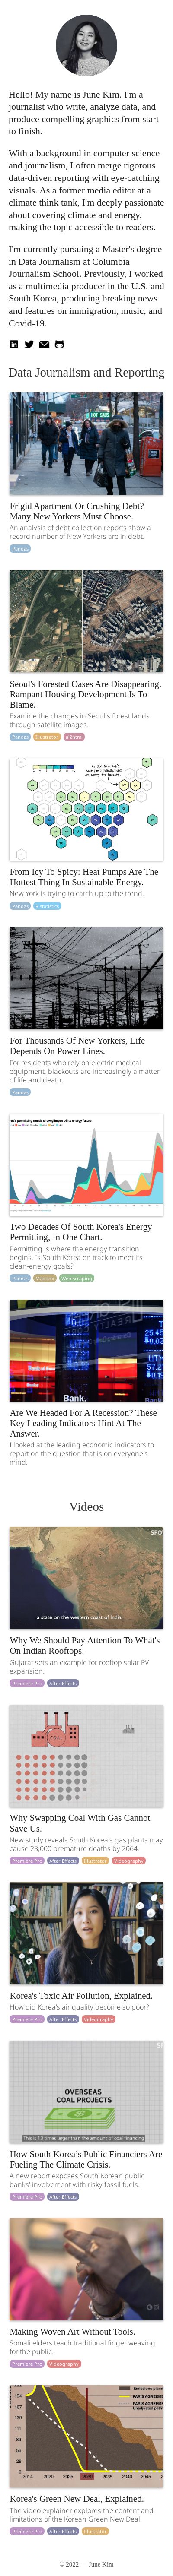 Hello! My name is June Kim. I'm a
journalist who write, analyze data, and
produce compelling graphics from start
to finish.
With a background in computer science
and journalism, I often merge rigorous
data-driven reporting with eye-catching
visuals. As a former media editor at a
climate think tank, I'm deeply passionate
about covering climate and energy,
making the topic accessible to readers.
I'm currently pursuing a Master's degree
in Data Journalism at Columbia
Journalism School. Previously, I worked
as a multimedia producer in the U.S. and
South Korea, producing breaking news
and features on immigration, music, and
Covid-19.
Data Journalism and Reporting
Frigid Apartment Or Crushing Debt?
Many New Yorkers Must Choose.
An analysis of debt collection reports show a
record number of New Yorkers are in debt.
Pandas
Seoul's Forested Oases Are Disappearing.
Rampant Housing Development Is To
Blame.
Examine the changes in Seoul's forest lands
through satellite images.
Pandas Illustrator ai2html
From Icy To Spicy: Heat Pumps Are The
Hottest Thing In Sustainable Energy.
New York is trying to catch up to the trend.
Pandas
For Thousands Of New Yorkers, Life
Depends On Power Lines.
For residents who rely on electric medical
equipment, blackouts are increasingly a matter
of life and death.
Pandas
Two Decades Of South Korea's Energy
Permitting, In One Chart.
Permitting is where the energy transition
begins. Is South Korea on track to meet its
clean-energy goals?
Pandas Web scraping
Are We Headed For A Recession? These
Key Leading Indicators Hint At The
Answer.
I looked at the leading economic indicators to
report on the question that is on everyone's
mind.
Videos
a state on the western coast of India.
Why We Should Pay Attention To What's
On Indian Rooftops.
Gujarat sets an example for rooftop solar PV
expansion.
Premiere Pro After Effects
COAL
Why Swapping Coal With Gas Cannot
Save Us.
New study reveals South Korea's gas plants may
cause 23,000 premature deaths by 2064.
Premiere Pro After Effects Illustrator Videography
Korea's Toxic Air Pollution, Explained.
How did Korea's air quality become so poor?
Premiere Pro After Effects Videography
OVERSEAS
COAL PROJECTS
This is 13 times larger than the amount of coal financing
How South Korea's Public Financiers Are
Fueling The Climate Crisis.
A new report exposes South Korean public
banks' involvement with risky fossil fuels.
Premiere Pro After Effects
Making Woven Art Without Tools.
Somali elders teach traditional finger weaving
for the public.
Premiere Pro Videography
Korea's Green New Deal, Explained.
The video explainer explores the content and
limitations of the Korean Green New Deal.
Premiere Pro After Effects Illustrator
© 2022 — June Kim